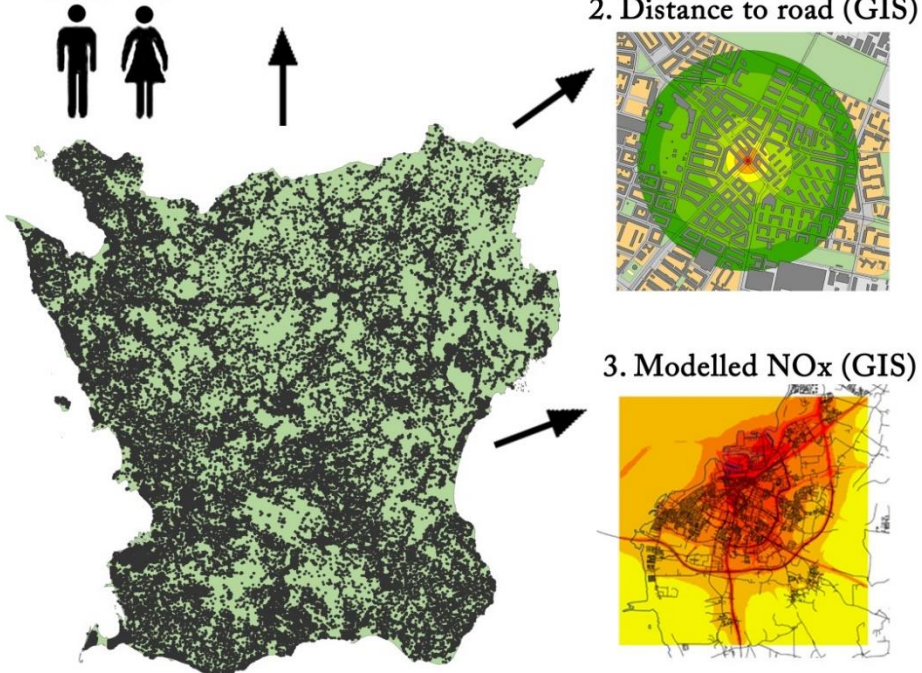 2. Distance to road (GIS)
3. Modelled NOx (GIS)